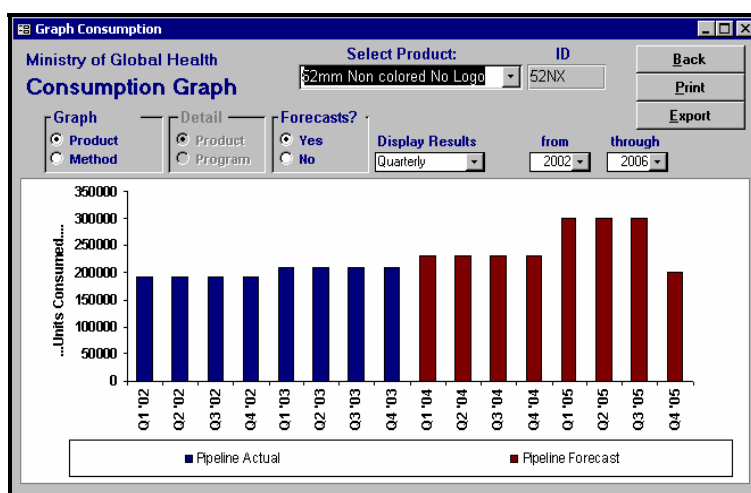 Graph Consumption
Ministry of Global Health
Consumption Graph
Select Product:
52mm Non colored No Logo
ID
52NX
Back
Print
Export
Graph
Product
Method
Detail
Product
Program
Forecasts?
Yes
No
Display Results
Quarterly
from
2002
through
2006
...Units Consumed....
350000
300000
250000
200000
150000
100000
50000
0
Q1 '02
Q2 '02
Q3 '02
Q4 '02
Q1 '03
Q2 '03
Q3 '03
Q4 '03
Q1 '04
Q2 '04
Q3 '04
Q4 '04
Q1 '05
Q2 '05
Q3 '05
Q4 '05
Pipeline Actual
Pipeline Forecast